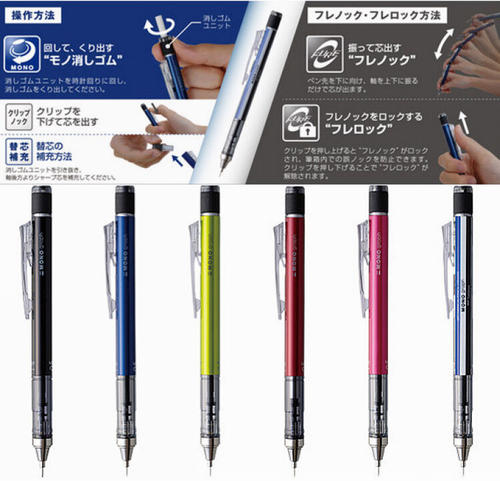 操作方法
MONO
回して、くり出す
"モノ消しゴム"
消しゴムユニットを時計回りに回し、
消しゴムをくり出してください。
消しゴム
ユニット
クリップ
ノック
クリップを
下げて芯を出す
替芯
補充
替芯の
補充方法
消しゴムユニットを引き抜き、
軸後方よりシャープ芯を補充してください。
フレノック・フレロック方法
振って芯出す
"フレノック"
ペン先を下に向け、軸を上下に振る
だけで芯が出ます。
フレノックをロックする
"フレロック"
クリップを押し上げると"フレノック"がロック
され、筆箱内での誤ノックを防止できます。
クリップを押し下げることで"フレロック"が
解除されます。
MONO
MONO
MONO
MONO
MONO
MONO